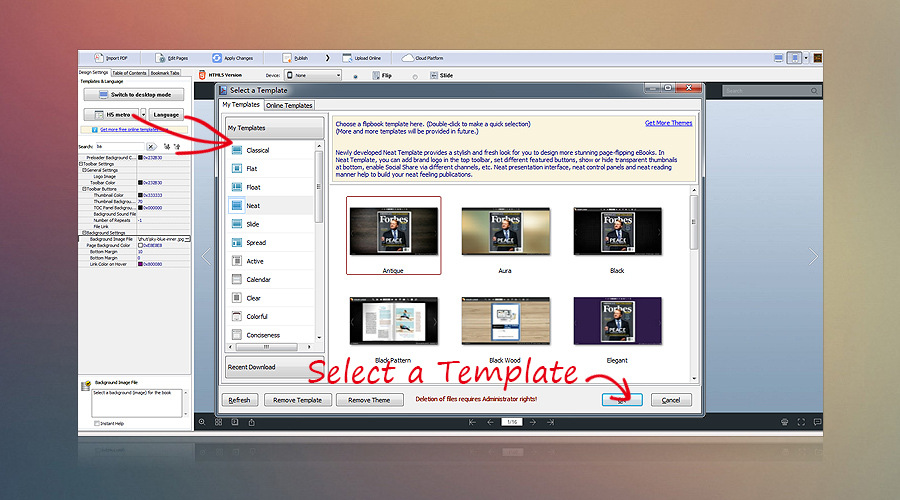 Import PDF Edit Pages Apply Changes Publish Upload Online Cloud Platform
Design Settings Table of Contents Bookmark Tabs
HTML5 Version Device: None Flip Slide
Templates & Language
Switch to desktop mode
H5 metro Language
Get more free online templates
Search:
Preloader Background C... 0x232B30
Toolbar Settings
General Settings
Logo Image
Toolbar Color 0x232B30
Toolbar Buttons
Thumbnail Color 0x333333
Thumbnail Backgrou... 70
TOC Panel Backgrou... 0x000000
Background Sound File
Number of Repeats -1
File Link
Background Settings
Background Image File
Page Background Color 0xE8E8E8
Bottom Margin 10
Bottom Margin 0
Link Color on Hover 0x800080
Background Image File
Select a background (image) for the book
Instant Help
Search
Select a Template
My Templates Online Templates
My Templates
Classical
Flat
Float
Neat
Slide
Spread
Active
Calendar
Clear
Colorful
Conciseness
Recent Download
Choose a flipbook template here. (Double-click to make a quick selection)
Get More Themes
(More and more templates will be provided in future.)
Newly developed Neat Template provides a stylish and fresh look for you to design more stunning page-flipping eBooks. In
Neat Template, you can add brand logo in the top toolbar, set different featured buttons, show or hide transparent thumbnails
at bottom, enable Social Share via different channels, etc. Neat presentation interface, neat control panels and neat reading
manner help to build your neat feeling publications.
Forbes Forbes Forbes
PEACE PEACE PEACE
Antique Aura Black
Forbes
PEACE
Black Pattern Black Wood Elegant
Select a Template
Refresh Remove Template Remove Theme Deletion of files requires Administrator rights! Cancel
1/16